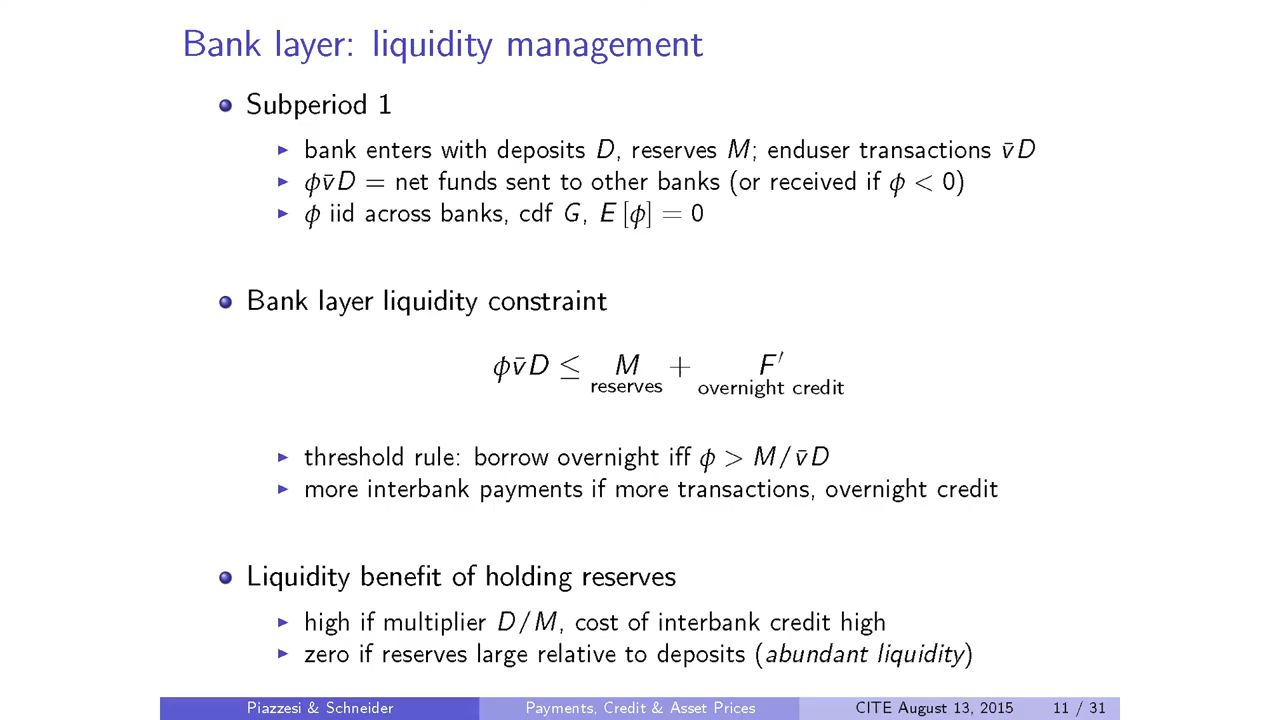 Bank layer: liquidity management
Subperiod 1
bank enters with deposits D, reserves M; enduser transactions v̄D
ϕv̄D = net funds sent to other banks (or received if ϕ < 0)
ϕ iid across banks, cdf G, E [ϕ] = 0
Bank layer liquidity constraint
ϕv̄D ≤ M + F′
reserves overnight credit
threshold rule: borrow overnight iff ϕ > M/v̄D
more interbank payments if more transactions, overnight credit
Liquidity benefit of holding reserves
high if multiplier D/M, cost of interbank credit high
zero if reserves large relative to deposits (abundant liquidity)
Piazzesi & Schneider Payments, Credit & Asset Prices CITE August 13, 2015 11 / 31